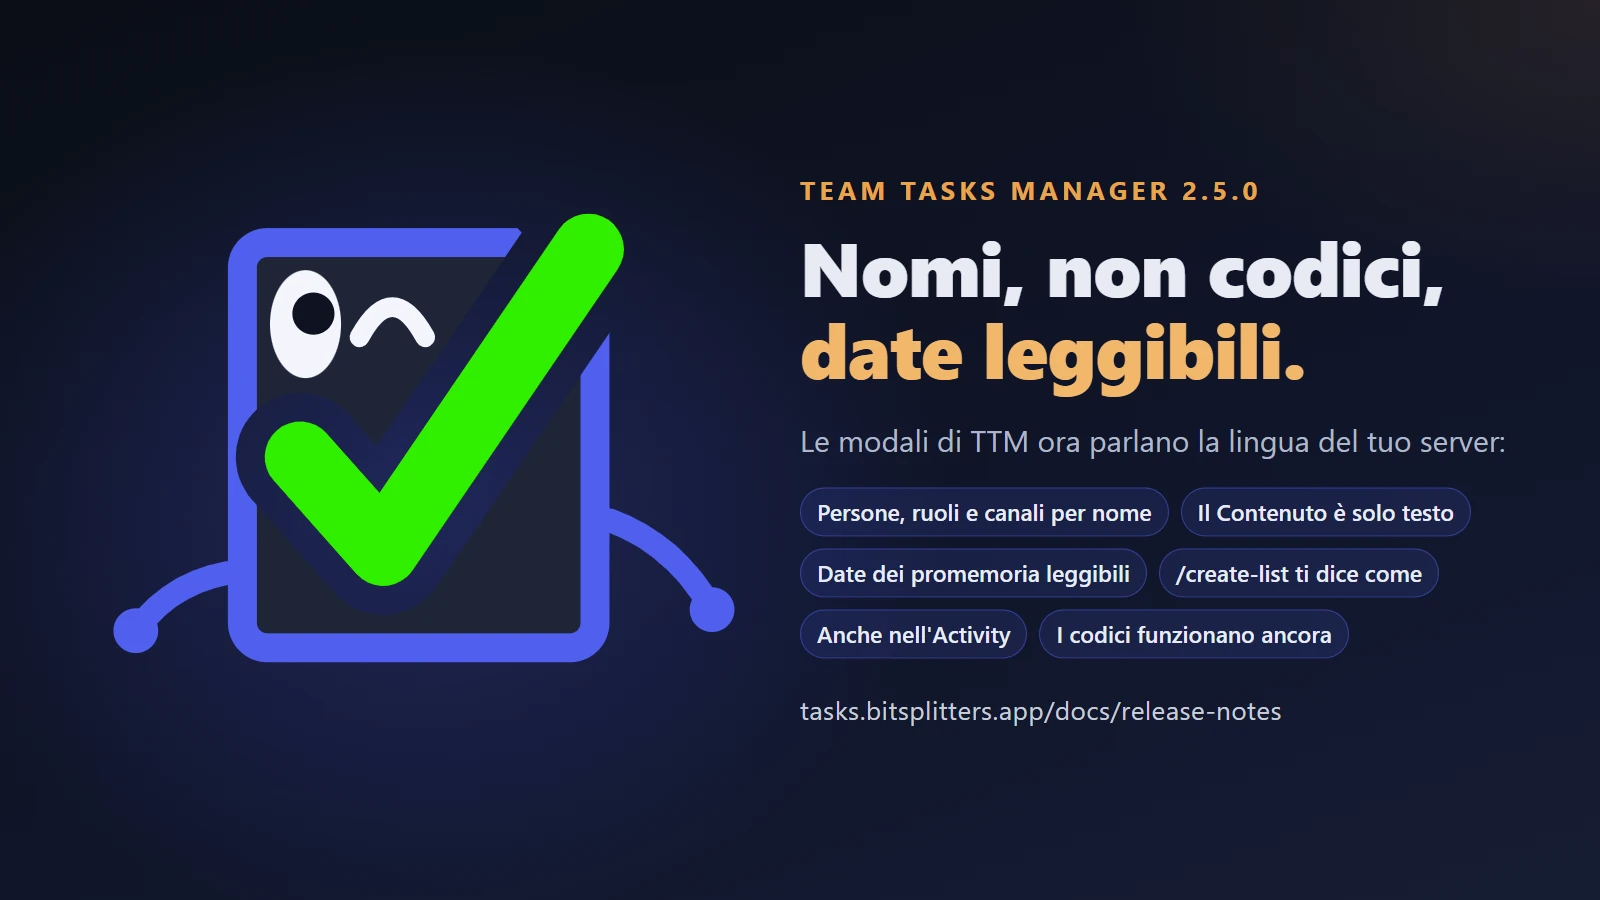 TEAM TASKS MANAGER 2.5.0
Nomi, non codici,
date leggibili.
Le modali di TTM ora parlano la lingua del tuo server:
Persone, ruoli e canali per nome
Il Contenuto è solo testo
Date dei promemoria leggibili
/create-list ti dice come
Anche nell'Activity
I codici funzionano ancora
tasks.bitsplitters.app/docs/release-notes